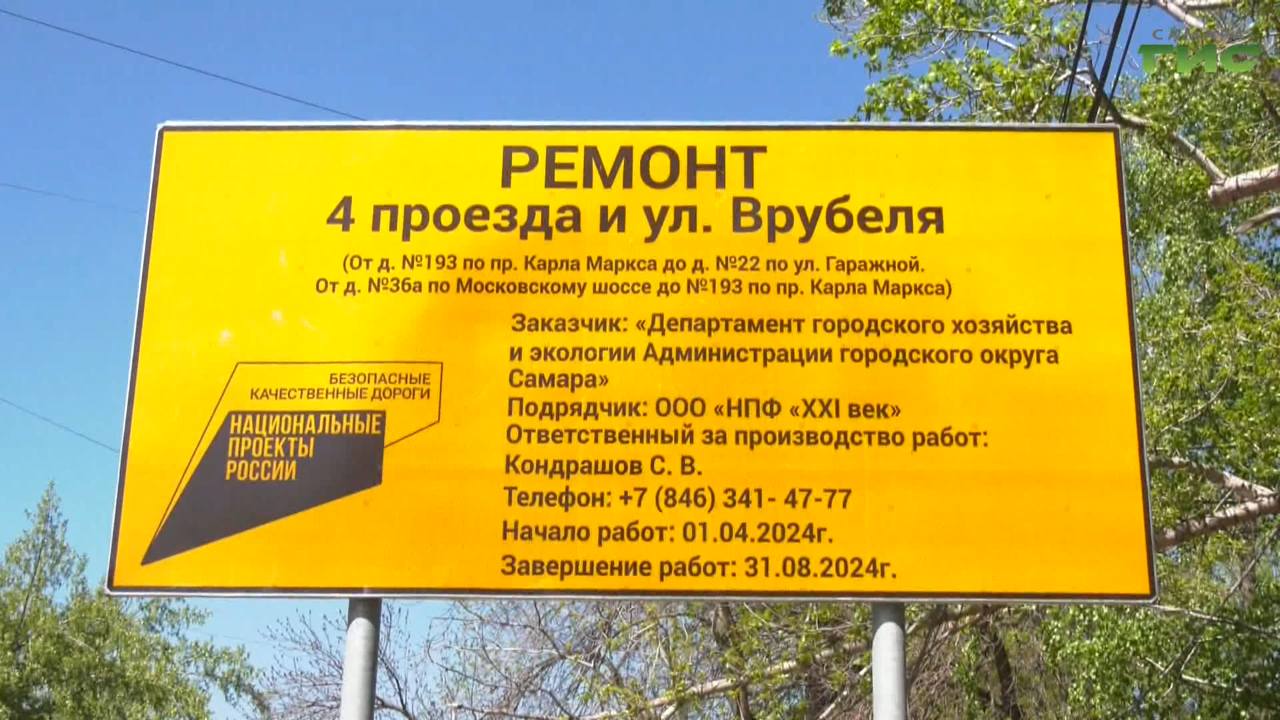 ТИС
РЕМОНТ
4 проезда и ул. Врубеля
(От д. №193 по пр. Карла Маркса до д. №22 по ул. Гаражной.
От д. №36а по Московскому шоссе до №193 по пр. Карла Маркса)
Заказчик: «Департамент городского хозяйства
и экологии Администрации городского округа
Самара»
Подрядчик: ООО «НПФ «XXI век»
Ответственный за производство работ:
Кондрашов С. В.
Телефон: +7 (846) 341- 47-77
Начало работ: 01.04.2024г.
Завершение работ: 31.08.2024г.
БЕЗОПАСНЫЕ
КАЧЕСТВЕННЫЕ ДОРОГИ
НАЦИОНАЛЬНЫЕ
ПРОЕКТЫ
РОССИИ